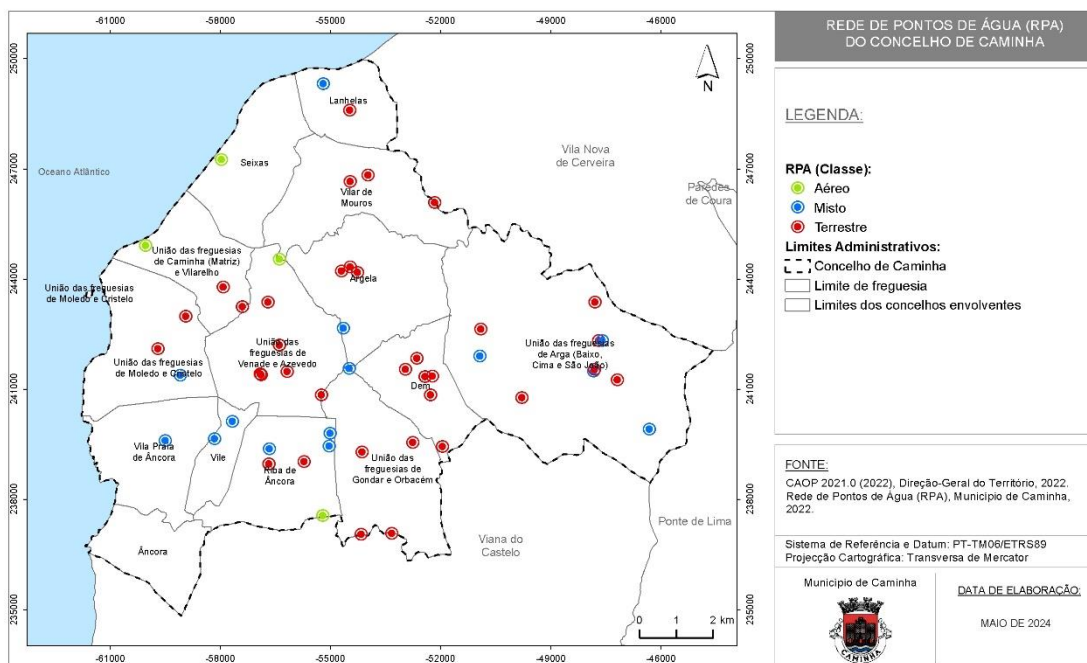 -61000 -58000 -55000 -52000 -49000 -46000
REDE DE PONTOS DE ÁGUA (RPA)
DO CONCELHO DE CAMINHA
250000
247000
244000
241000
238000
235000
250000
247000
244000
241000
238000
235000
N
Lanhelas
Seixas
Oceano Atlântico
Vila Nova
de Cerveira
Paredes
de Coura
Vilar de
Mouros
União das freguesias
de Caminha (Matriz)
e Vilarelho
União das freguesias
de Moledo e Cristelo
Argela
União das
freguesias de
Venade e Azevedo
União das freguesias
de Arga (Baixo,
Cima e São João)
União das freguesias
de Moledo e Cristelo
Dem
Vila Praia
de Âncora
Vile
Riba de
Âncora
União das
freguesias de
Gondar e Orbacém
Âncora
Viana do
Castelo
Ponte de Lima
0 1 2 km
-61000 -58000 -55000 -52000 -49000 -46000
LEGENDA:
RPA (Classe):
Aéreo
Misto
Terrestre
Limites Administrativos:
Concelho de Caminha
Limite de freguesia
Limites dos concelhos envolventes
FONTE:
CAOP 2021.0 (2022), Direção-Geral do Território, 2022.
Rede de Pontos de Água (RPA), Municipio de Caminha,
2022.
Sistema de Referência e Datum: PT-TM06/ETRS89
Projecção Cartográfica: Transversa de Mercator
Municipio de Caminha
CAMINHA
DATA DE ELABORAÇÃO:
MAIO DE 2024